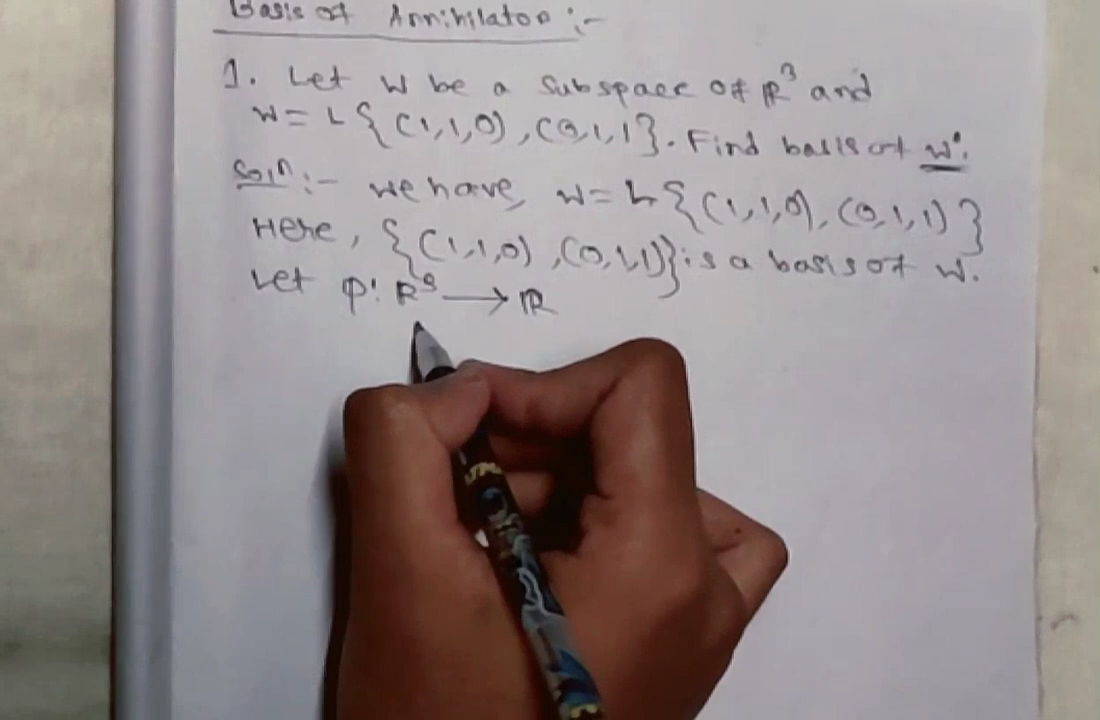 Basis of Annihilator :-
1. Let W be a subspace of ℝ³ and
W = L{(1,1,0), (0,1,1}. Find basis of W°.
Solⁿ :- we have, W = L{(1,1,0), (0,1,1)}
Here, {(1,1,0), (0,1,1)} is a basis of W.
Let φ: ℝ³ ⟶ ℝ